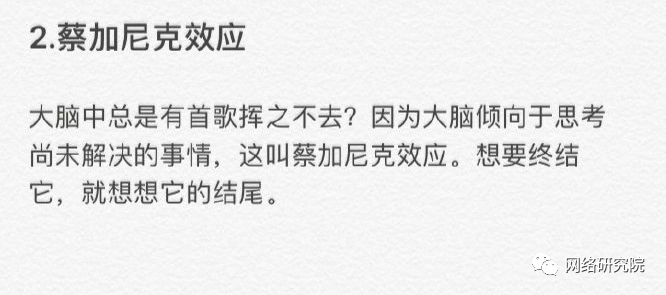 2.蔡加尼克效应
大脑中总是有首歌挥之不去？因为大脑倾向于思考
尚未解决的事情，这叫蔡加尼克效应。想要终结
它，就想想它的结尾。
网络研究院